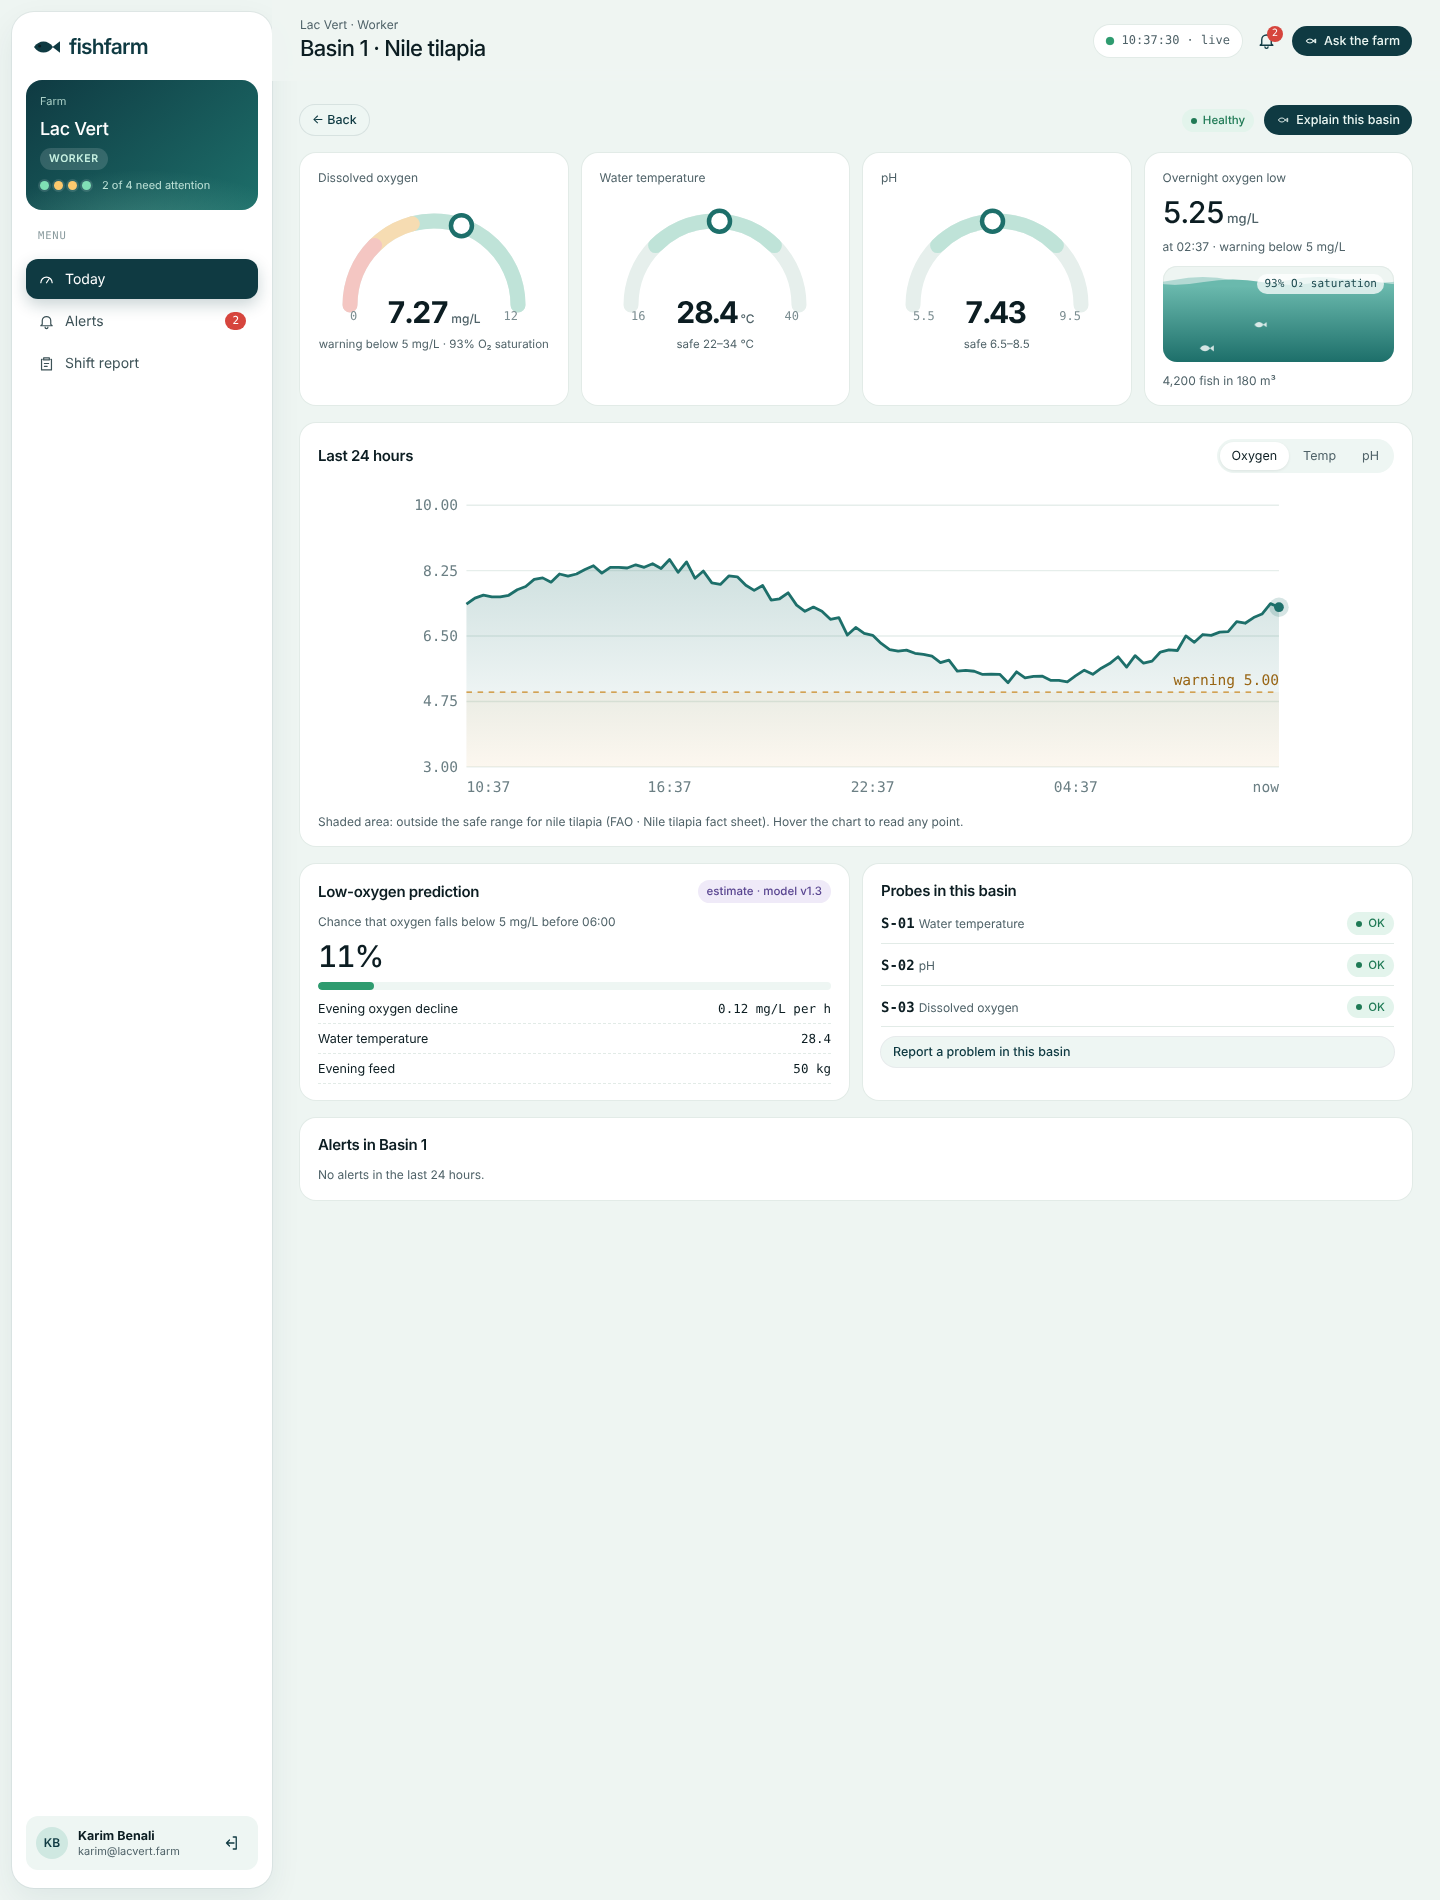 fishfarm
Farm
Lac Vert
WORKER
2 of 4 need attention
MENU
Today
Alerts 2
Shift report
KB
Karim Benali
karim@lacvert.farm
Lac Vert · Worker
Basin 1 · Nile tilapia
10:37:30 · live
2
Ask the farm
← Back
Healthy
Explain this basin
Dissolved oxygen
0 7.27 mg/L 12
warning below 5 mg/L · 93% O₂ saturation
Water temperature
16 28.4 °C 40
safe 22–34 °C
pH
5.5 7.43 9.5
safe 6.5–8.5
Overnight oxygen low
5.25 mg/L
at 02:37 · warning below 5 mg/L
93% O₂ saturation
4,200 fish in 180 m³
Last 24 hours
Oxygen Temp pH
10.00
8.25
6.50
warning 5.00
4.75
3.00
10:37 16:37 22:37 04:37 now
Shaded area: outside the safe range for nile tilapia (FAO · Nile tilapia fact sheet). Hover the chart to read any point.
Low-oxygen prediction
estimate · model v1.3
Chance that oxygen falls below 5 mg/L before 06:00
11%
Evening oxygen decline 0.12 mg/L per h
Water temperature 28.4
Evening feed 50 kg
Probes in this basin
S-01 Water temperature OK
S-02 pH OK
S-03 Dissolved oxygen OK
Report a problem in this basin
Alerts in Basin 1
No alerts in the last 24 hours.